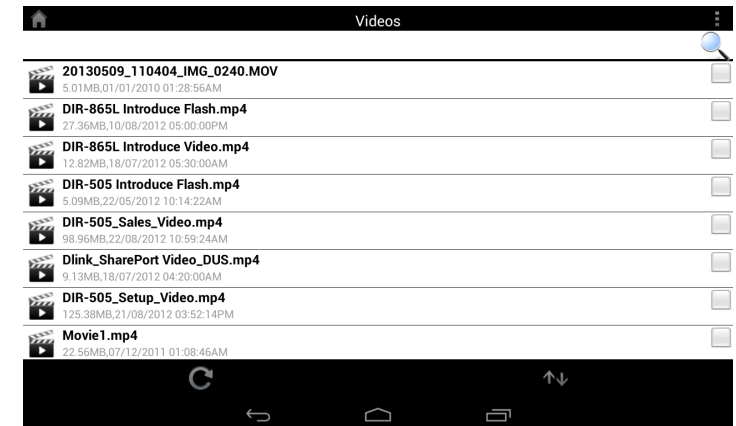 Videos
20130509_110404_IMG_0240.MOV
5.01MB,01/01/2010 01:28:56AM
DIR-865L Introduce Flash.mp4
27.36MB,10/08/2012 05:00:00PM
DIR-865L Introduce Video.mp4
12.82MB,18/07/2012 05:30:00AM
DIR-505 Introduce Flash.mp4
5.09MB,22/05/2012 10:14:22AM
DIR-505_Sales_Video.mp4
98.96MB,22/08/2012 10:59:24AM
Dlink_SharePort Video_DUS.mp4
9.13MB,18/07/2012 04:20:00AM
DIR-505_Setup_Video.mp4
125.38MB,21/08/2012 03:52:14PM
Movie1.mp4
22.56MB,07/12/2011 01:08:46AM